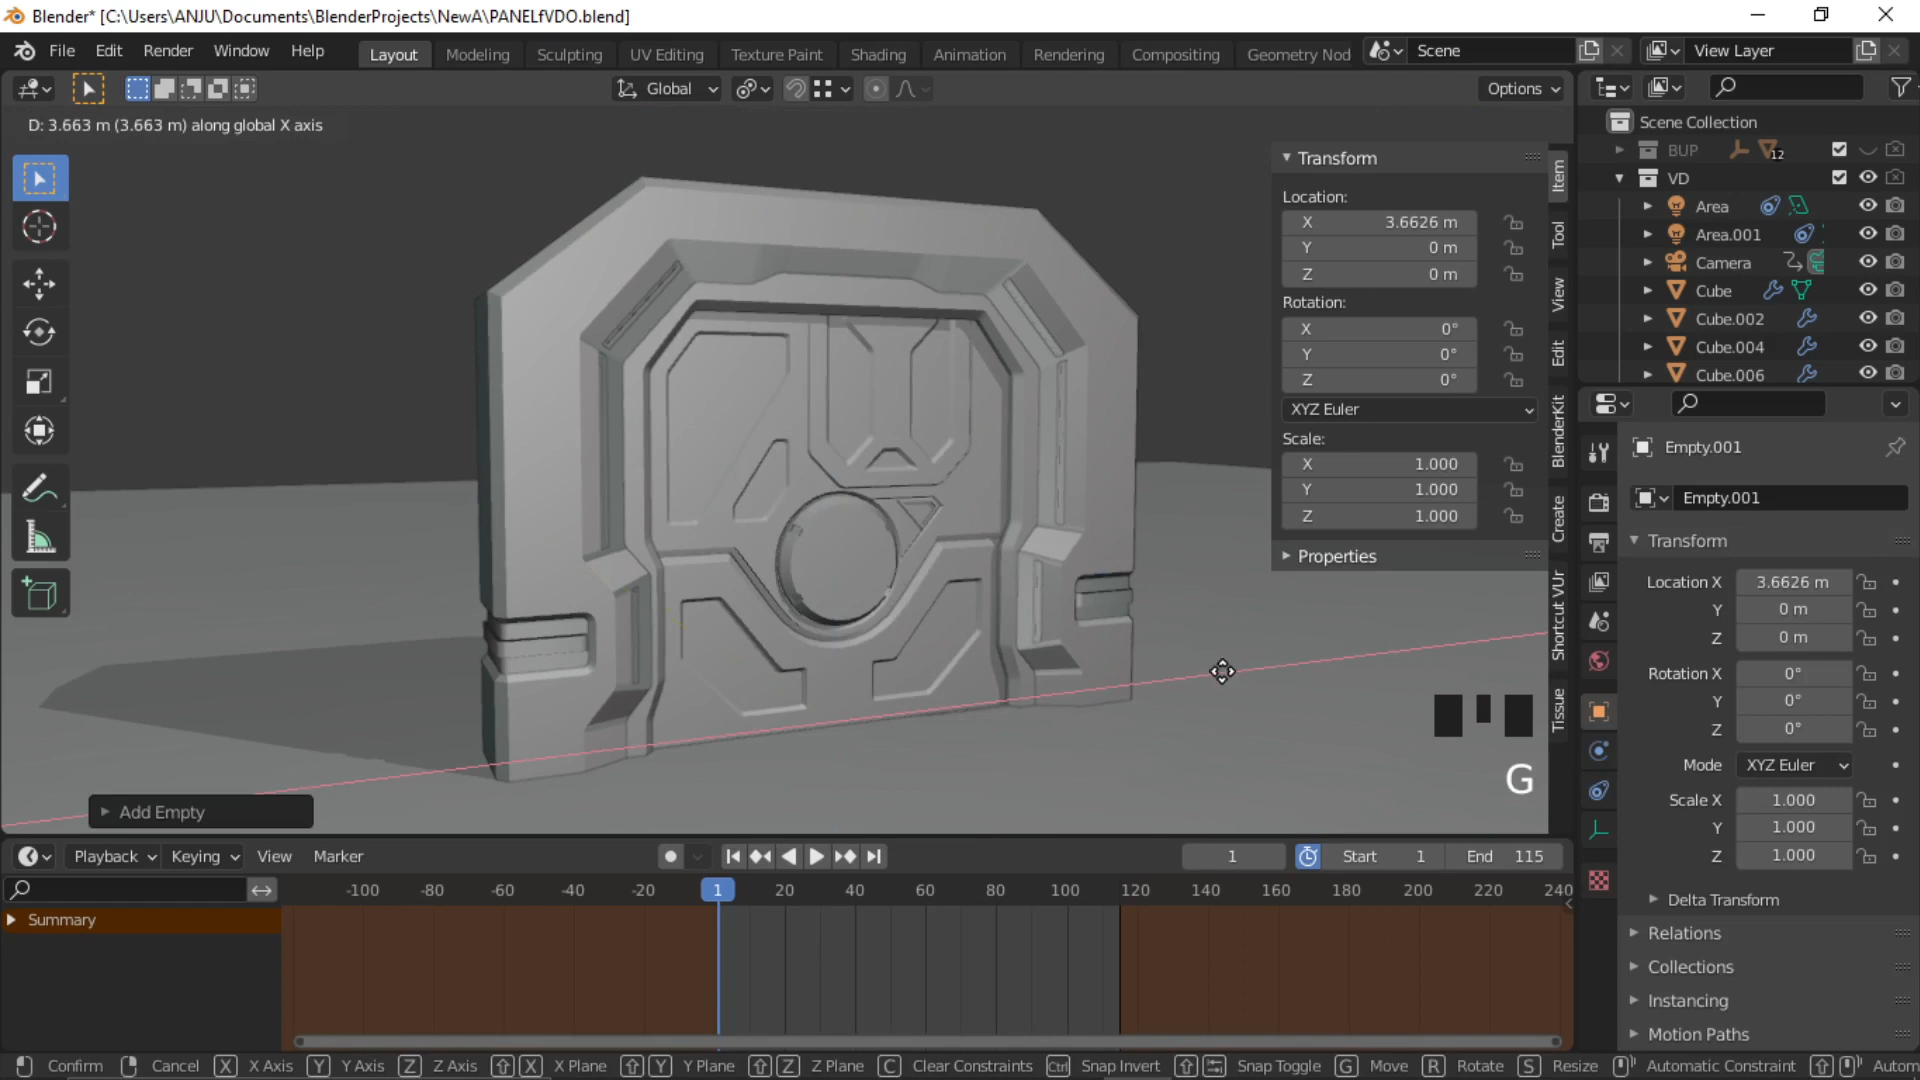 Blender* [C:\Users\ANJU\Documents\BlenderProjects\NewA\PANELfVDO.blend]
File Edit Render Window Help Layout Modeling Sculpting UV Editing Texture Paint Shading Animation Rendering Compositing Geometry Nod Scene View Layer
Global Options
D: 3.663 m (3.663 m) along global X axis
Scene Collection
BUP 12
VD
Area
Area.001
Camera
Cube
Cube.002
Cube.004
Cube.006
Transform
Location:
X 3.6626 m
Y 0 m
Z 0 m
Rotation:
X 0°
Y 0°
Z 0°
XYZ Euler
Scale:
X 1.000
Y 1.000
Z 1.000
Properties
Item
Tool
View
Edit
BlenderKit
Create
Shortcut VUr
Tissue
Empty.001
Empty.001
Transform
Location X 3.6626 m
Y 0 m
Z 0 m
Rotation X 0°
Y 0°
Z 0°
Mode XYZ Euler
Scale X 1.000
Y 1.000
Z 1.000
Delta Transform
Relations
Collections
Instancing
Motion Paths
G
Add Empty
Playback Keying View Marker 1 Start 1 End 115
-100 -80 -60 -40 -20 1 20 40 60 80 100 120 140 160 180 200 220 240
Summary
Confirm Cancel X X Axis Y Y Axis Z Z Axis X X Plane Y Y Plane Z Z Plane C Clear Constraints Ctrl Snap Invert Snap Toggle G Move R Rotate S Resize Automatic Constraint Autom